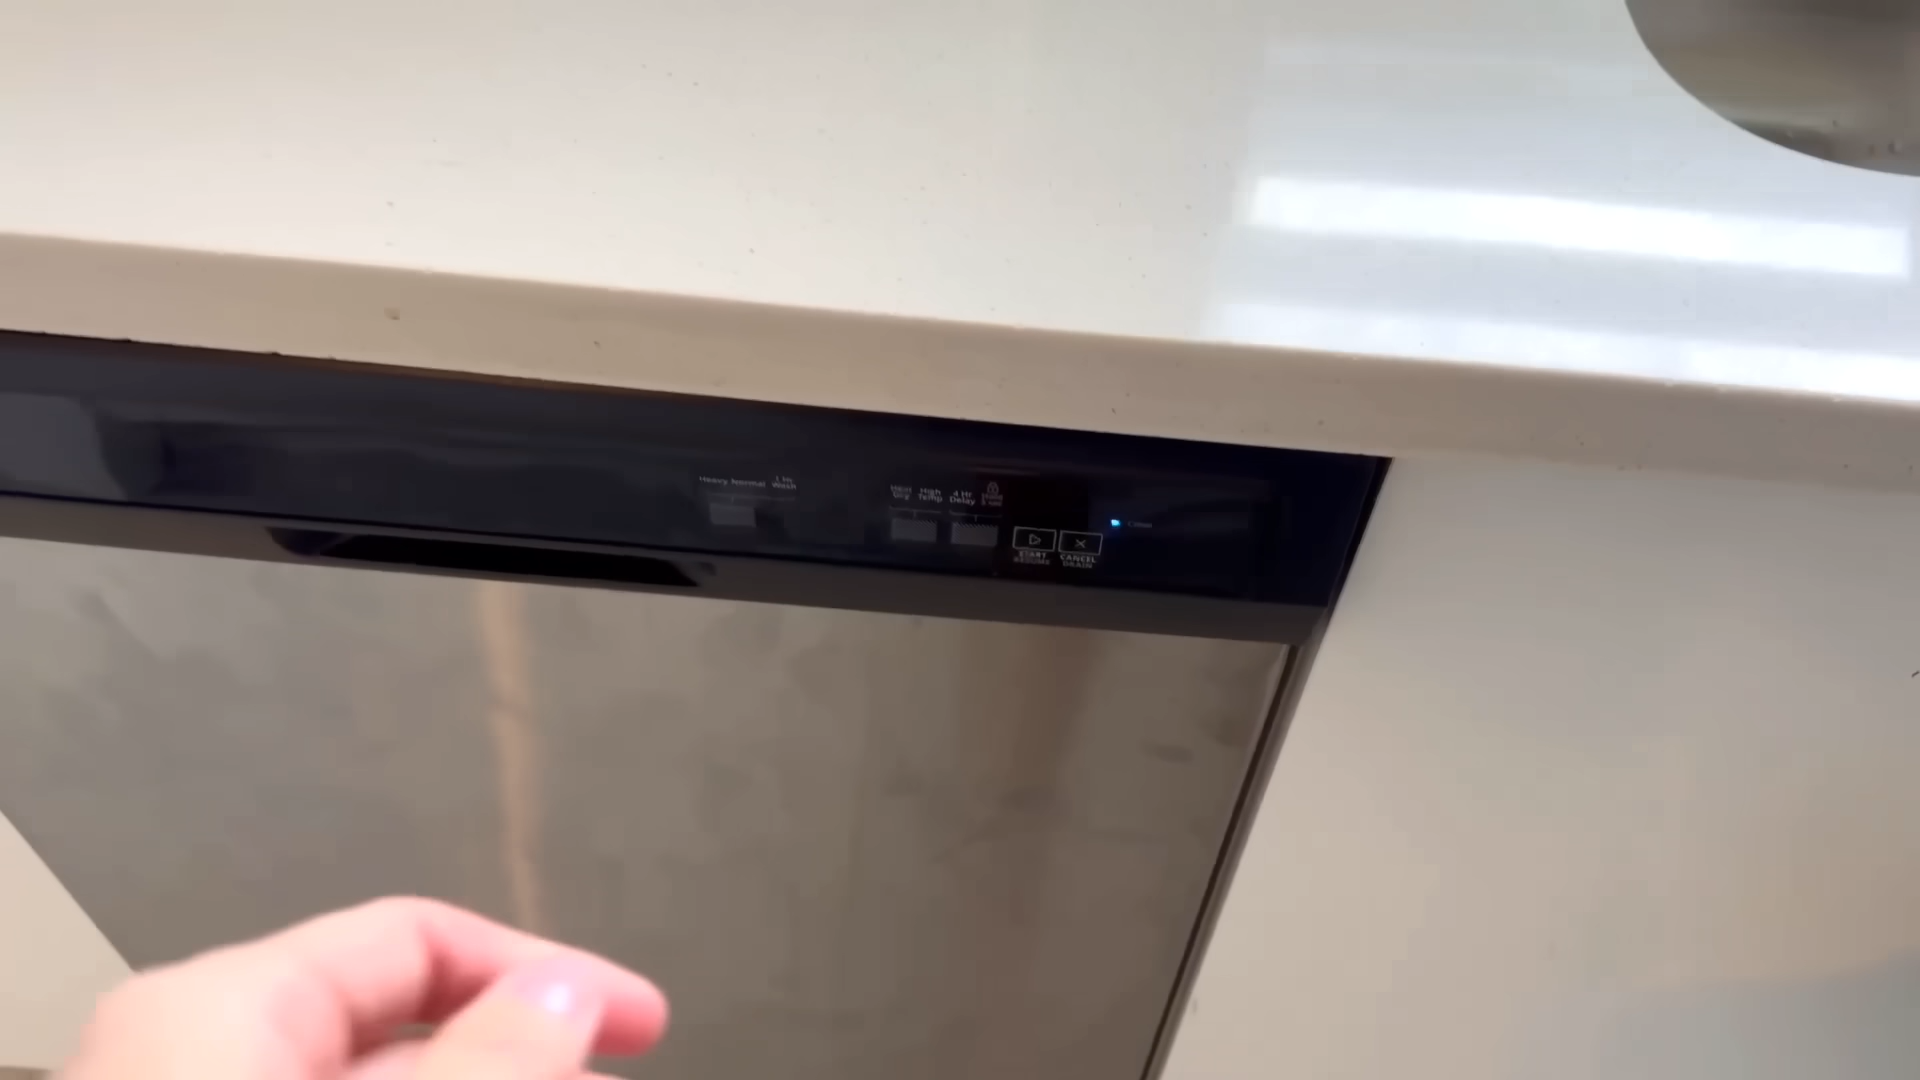 Heavy Normal 1 Hr Wash
Heat Dry High Temp 4 Hr Delay
START RESUME CANCEL DRAIN